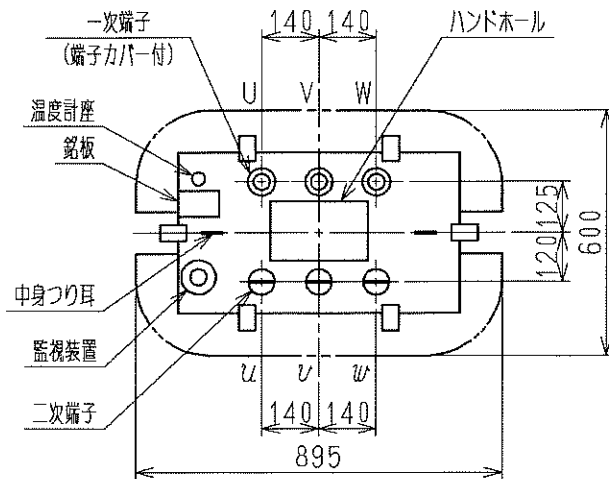 一次端子
(端子カバー付)
140 140
ハンドホール
U V W
温度計座
銘板
125
120
600
中身つり耳
監視装置
二次端子
u v w
140 140
895